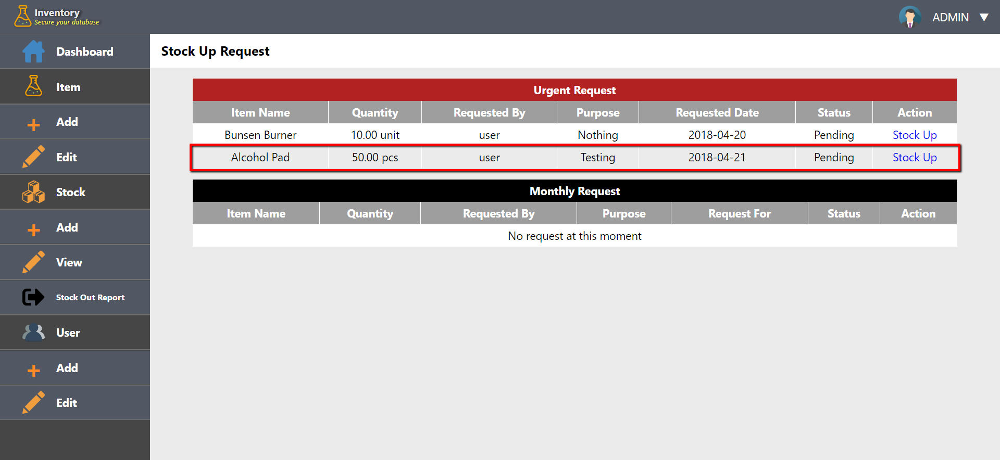 Inventory
Secure your database
ADMIN ▼
Dashboard
Item
Add
Edit
Stock
Add
View
Stock Out Report
User
Add
Edit
Stock Up Request
Urgent Request
Item Name Quantity Requested By Purpose Requested Date Status Action
Bunsen Burner 10.00 unit user Nothing 2018-04-20 Pending Stock Up
Alcohol Pad 50.00 pcs user Testing 2018-04-21 Pending Stock Up
Monthly Request
Item Name Quantity Requested By Purpose Request For Status Action
No request at this moment